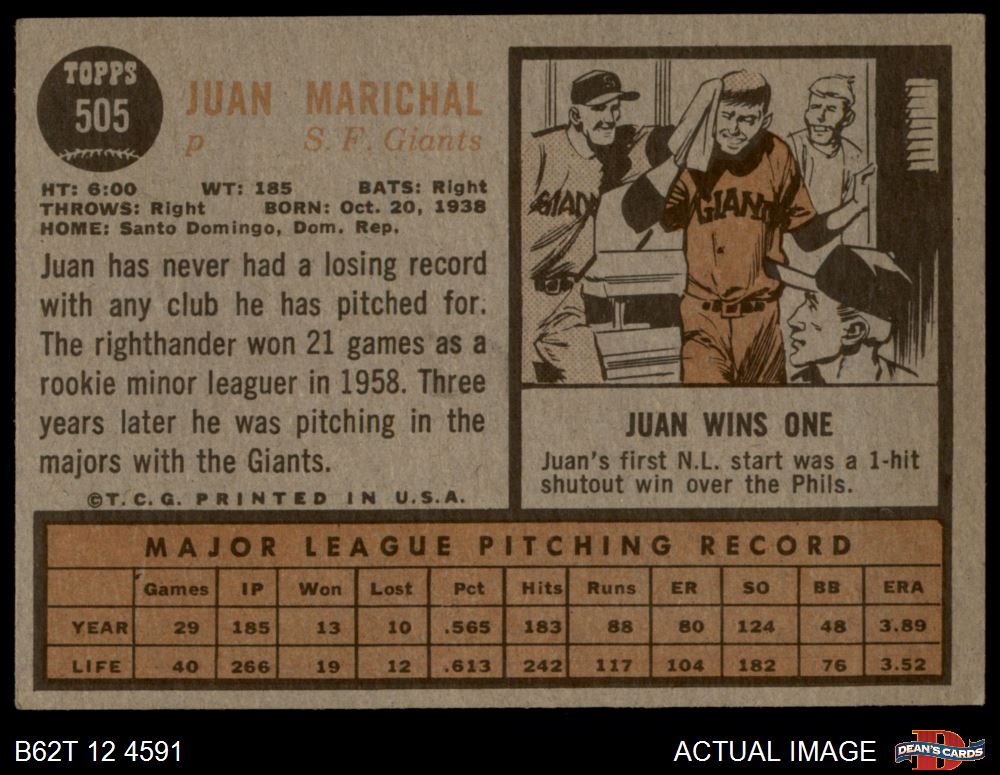 TOPPS
505
JUAN MARICHAL
p S. F. Giants
HT: 6:00 WT: 185 BATS: Right
THROWS: Right BORN: Oct. 20, 1938
HOME: Santo Domingo, Dom. Rep.
Juan has never had a losing record
with any club he has pitched for.
The righthander won 21 games as a
rookie minor leaguer in 1958. Three
years later he was pitching in the
majors with the Giants.
©T.C.G. PRINTED IN U.S.A.
GIAN
GIANT
JUAN WINS ONE
Juan's first N.L. start was a 1-hit
shutout win over the Phils.
MAJOR LEAGUE PITCHING RECORD
Games IP Won Lost Pct Hits Runs ER SO BB ERA
YEAR 29 185 13 10 .565 183 88 80 124 48 3.89
LIFE 40 266 19 12 .613 242 117 104 182 76 3.52
B62T 12 4591
ACTUAL IMAGE
DEAN'S CARDS